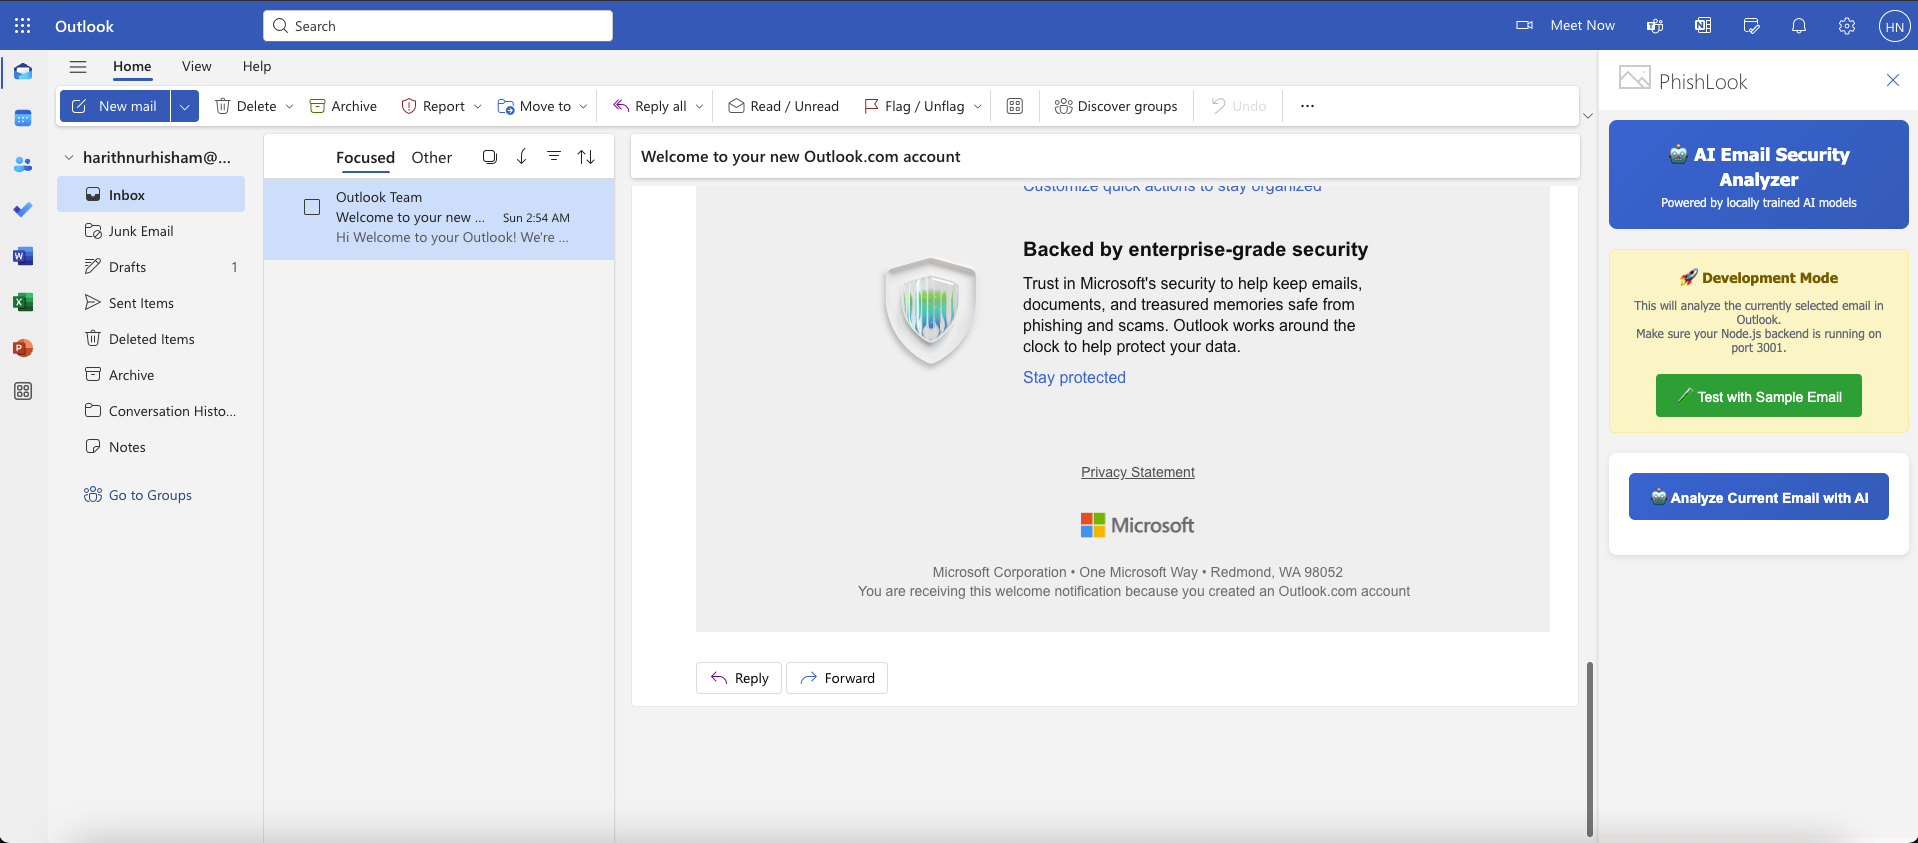 Outlook
Search
Meet Now
HN
Home
View
Help
New mail
Delete
Archive
Report
Move to
Reply all
Read / Unread
Flag / Unflag
Discover groups
Undo
harithnurhisham@...
Inbox
Junk Email
Drafts
1
Sent Items
Deleted Items
Archive
Conversation Histo...
Notes
Go to Groups
Focused
Other
Outlook Team
Welcome to your new ...
Sun 2:54 AM
Hi Welcome to your Outlook! We're ...
Welcome to your new Outlook.com account
Customize quick actions to stay organized
Backed by enterprise-grade security
Trust in Microsoft's security to help keep emails,
documents, and treasured memories safe from
phishing and scams. Outlook works around the
clock to help protect your data.
Stay protected
Privacy Statement
Microsoft
Microsoft Corporation • One Microsoft Way • Redmond, WA 98052
You are receiving this welcome notification because you created an Outlook.com account
Reply
Forward
PhishLook
AI Email Security
Analyzer
Powered by locally trained AI models
Development Mode
This will analyze the currently selected email in
Outlook.
Make sure your Node.js backend is running on
port 3001.
Test with Sample Email
Analyze Current Email with AI